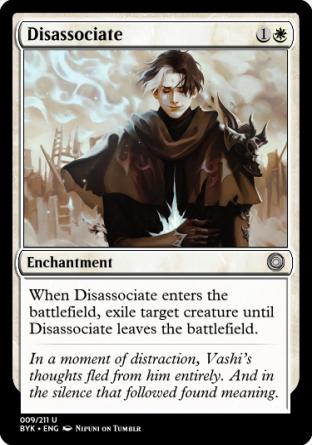 Disassociate 1
Enchantment
When Disassociate enters the
battlefield, exile target creature until
Disassociate leaves the battlefield.
In a moment of distraction, Vashi's
thoughts fled from him entirely. And in
the silence that followed found meaning.
009/211 U
BYK • ENG Nipuni on Tumblr